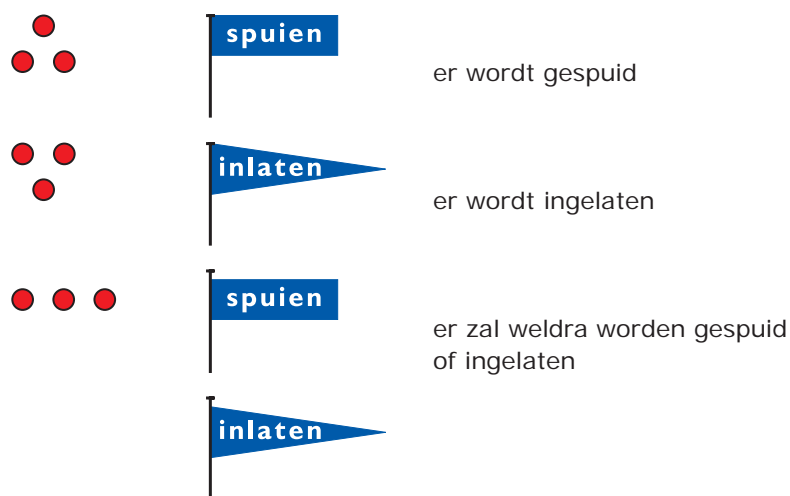 spuien
er wordt gespuid
inlaten
er wordt ingelaten
spuien
er zal weldra worden gespuid
of ingelaten
inlaten